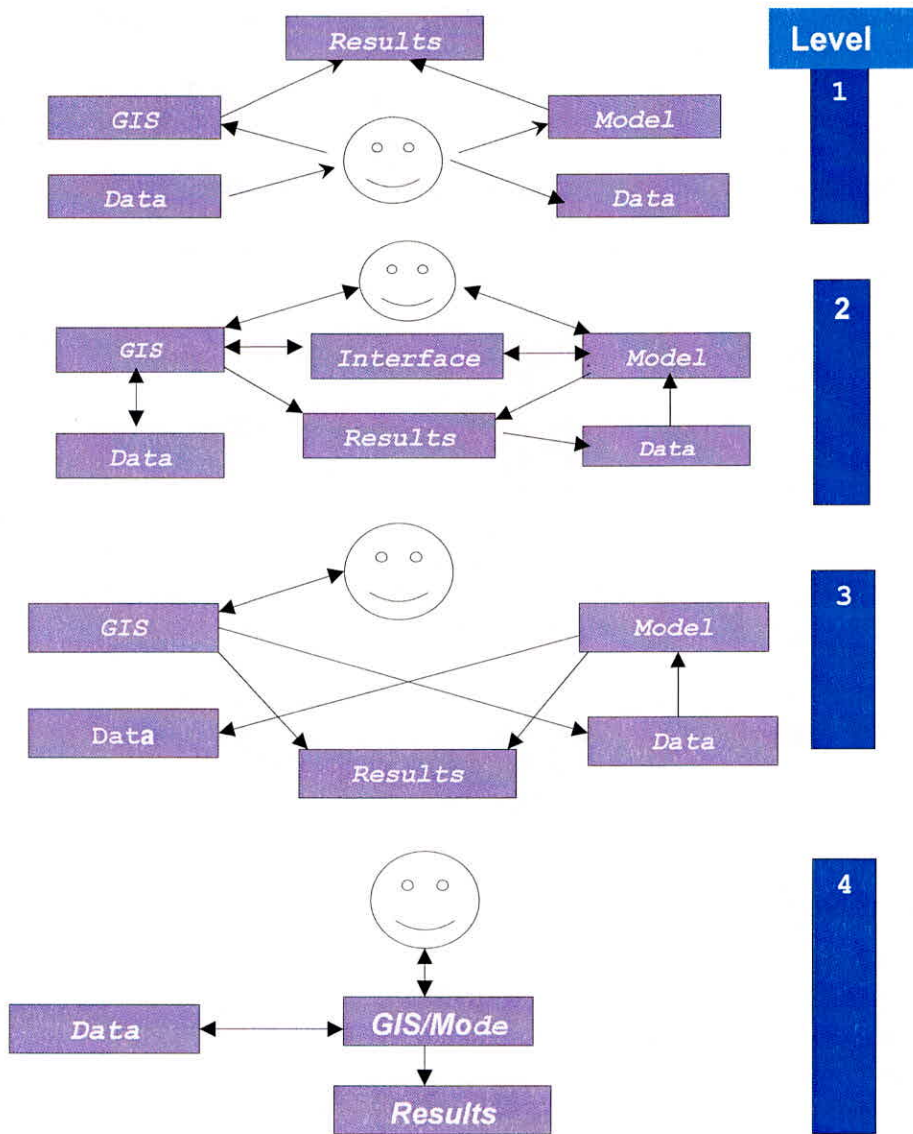 Level
Results
1
GIS
Model
Data
Data
2
GIS
Interface
Model
Results
Data
Data
3
GIS
Model
Data
Data
Results
4
Data
GIS/Mode
Results